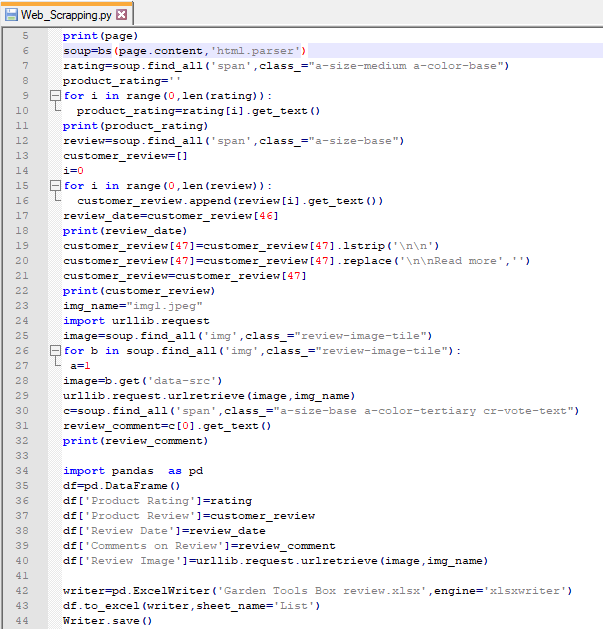 Web_Scrapping.py
5 print(page)
6 soup=bs(page.content,'html.parser')
7 rating=soup.find_all('span',class_="a-size-medium a-color-base")
8 product_rating=''
9 for i in range(0,len(rating)):
10 product_rating=rating[i].get_text()
11 print(product_rating)
12 review=soup.find_all('span',class_="a-size-base")
13 customer_review=[]
14 i=0
15 for i in range(0,len(review)):
16 customer_review.append(review[i].get_text())
17 review_date=customer_review[46]
18 print(review_date)
19 customer_review[47]=customer_review[47].lstrip('\n\n')
20 customer_review[47]=customer_review[47].replace('\n\nRead more','')
21 customer_review=customer_review[47]
22 print(customer_review)
23 img_name="img1.jpeg"
24 import urllib.request
25 image=soup.find_all('img',class_="review-image-tile")
26 for b in soup.find_all('img',class_="review-image-tile"):
27 a=1
28 image=b.get('data-src')
29 urllib.request.urlretrieve(image,img_name)
30 c=soup.find_all('span',class_="a-size-base a-color-tertiary cr-vote-text")
31 review_comment=c[0].get_text()
32 print(review_comment)
33
34 import pandas  as pd
35 df=pd.DataFrame()
36 df['Product Rating']=rating
37 df['Product Review']=customer_review
38 df['Review Date']=review_date
39 df['Comments on Review']=review_comment
40 df['Review Image']=urllib.request.urlretrieve(image,img_name)
41
42 writer=pd.ExcelWriter('Garden Tools Box review.xlsx',engine='xlsxwriter')
43 df.to_excel(writer,sheet_name='List')
44 Writer.save()